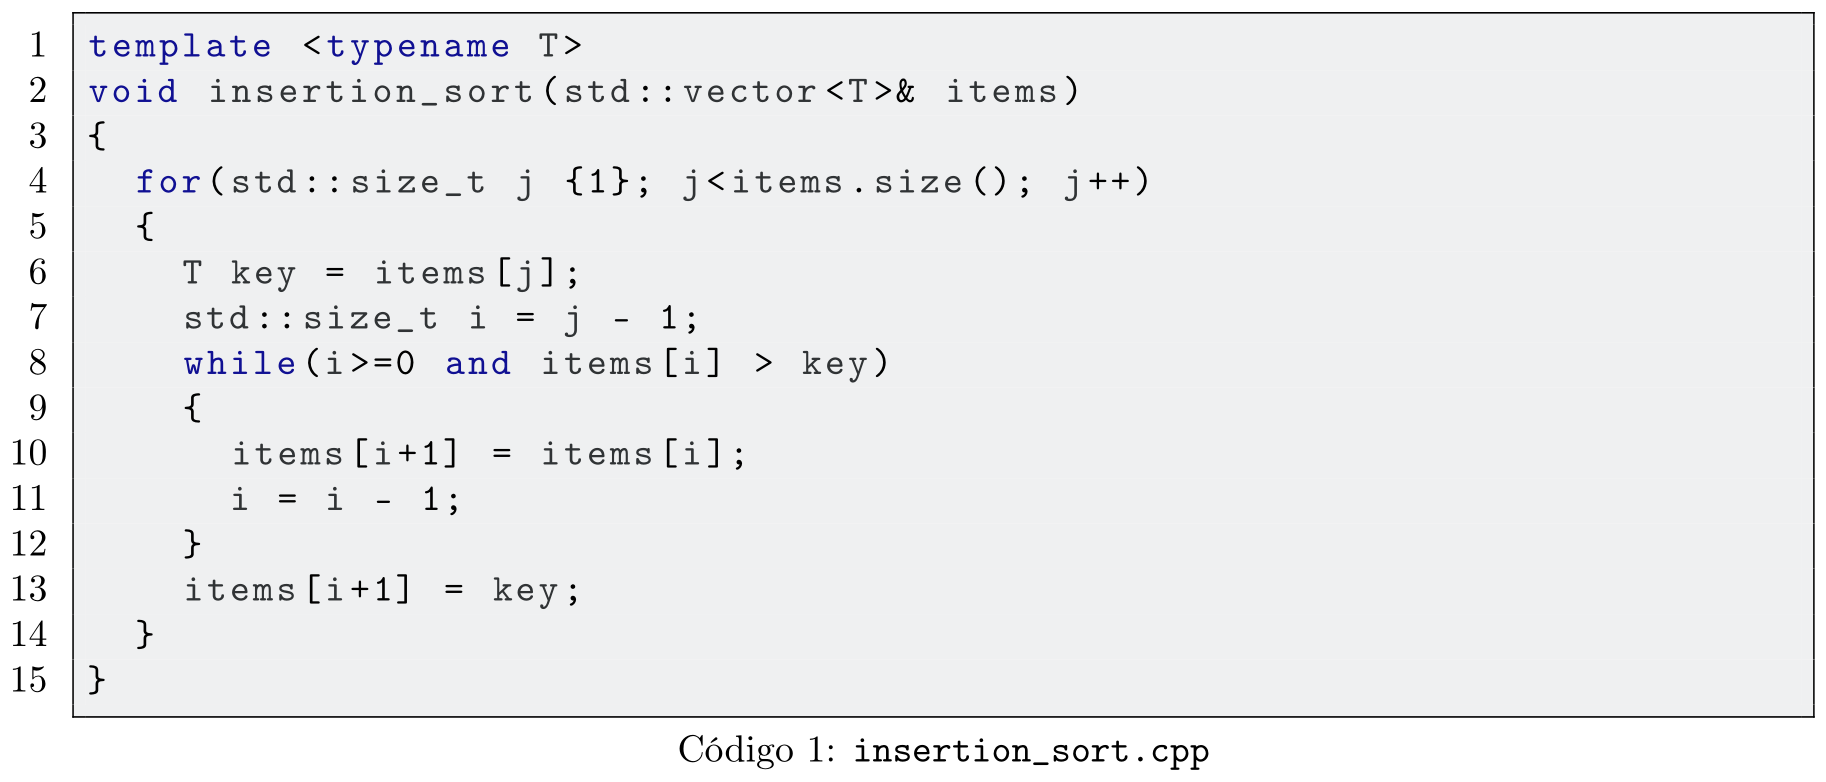 1 template <typename T>
2 void insertion_sort(std::vector<T>& items)
3 {
4   for(std::size_t j {1}; j<items.size(); j++)
5   {
6     T key = items[j];
7     std::size_t i = j - 1;
8     while(i>=0 and items[i] > key)
9     {
10       items[i+1] = items[i];
11       i = i - 1;
12     }
13     items[i+1] = key;
14   }
15 }
Código 1: insertion_sort.cpp